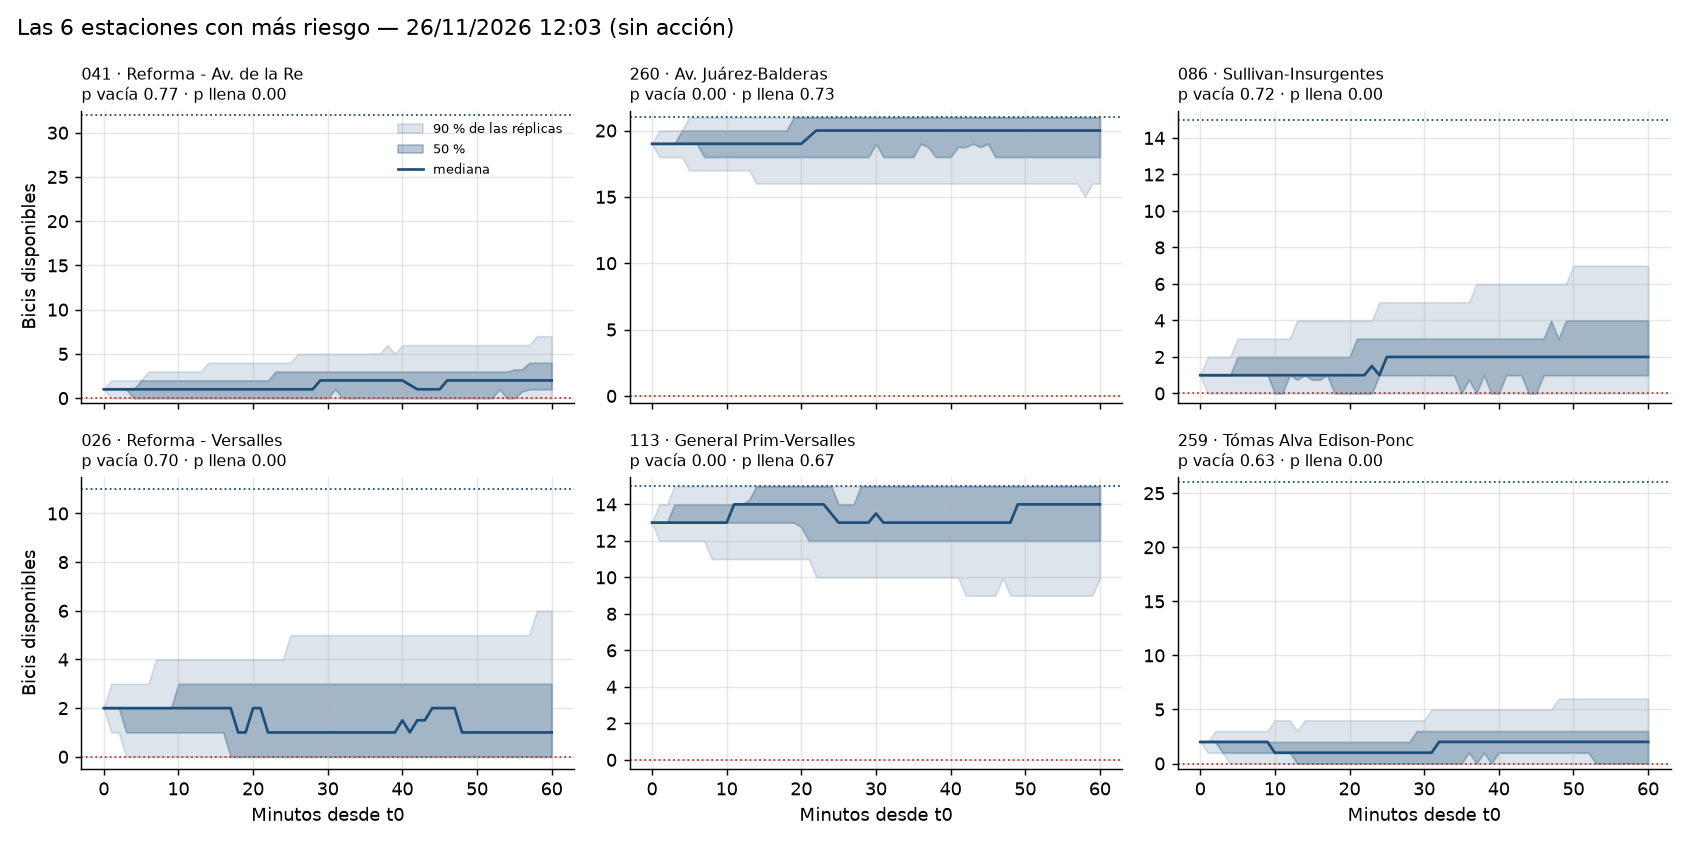 Las 6 estaciones con más riesgo — 26/11/2026 12:03 (sin acción)
041 · Reforma - Av. de la Re
p vacía 0.77 · p llena 0.00
90 % de las réplicas
50 %
mediana
Bicis disponibles
30
25
20
15
10
5
0
260 · Av. Juárez-Balderas
p vacía 0.00 · p llena 0.73
20
15
10
5
0
086 · Sullivan-Insurgentes
p vacía 0.72 · p llena 0.00
14
12
10
8
6
4
2
0
026 · Reforma - Versalles
p vacía 0.70 · p llena 0.00
Bicis disponibles
10
8
6
4
2
0
0 10 20 30 40 50 60
Minutos desde t0
113 · General Prim-Versalles
p vacía 0.00 · p llena 0.67
14
12
10
8
6
4
2
0
0 10 20 30 40 50 60
Minutos desde t0
259 · Tómas Alva Edison-Ponc
p vacía 0.63 · p llena 0.00
25
20
15
10
5
0
0 10 20 30 40 50 60
Minutos desde t0